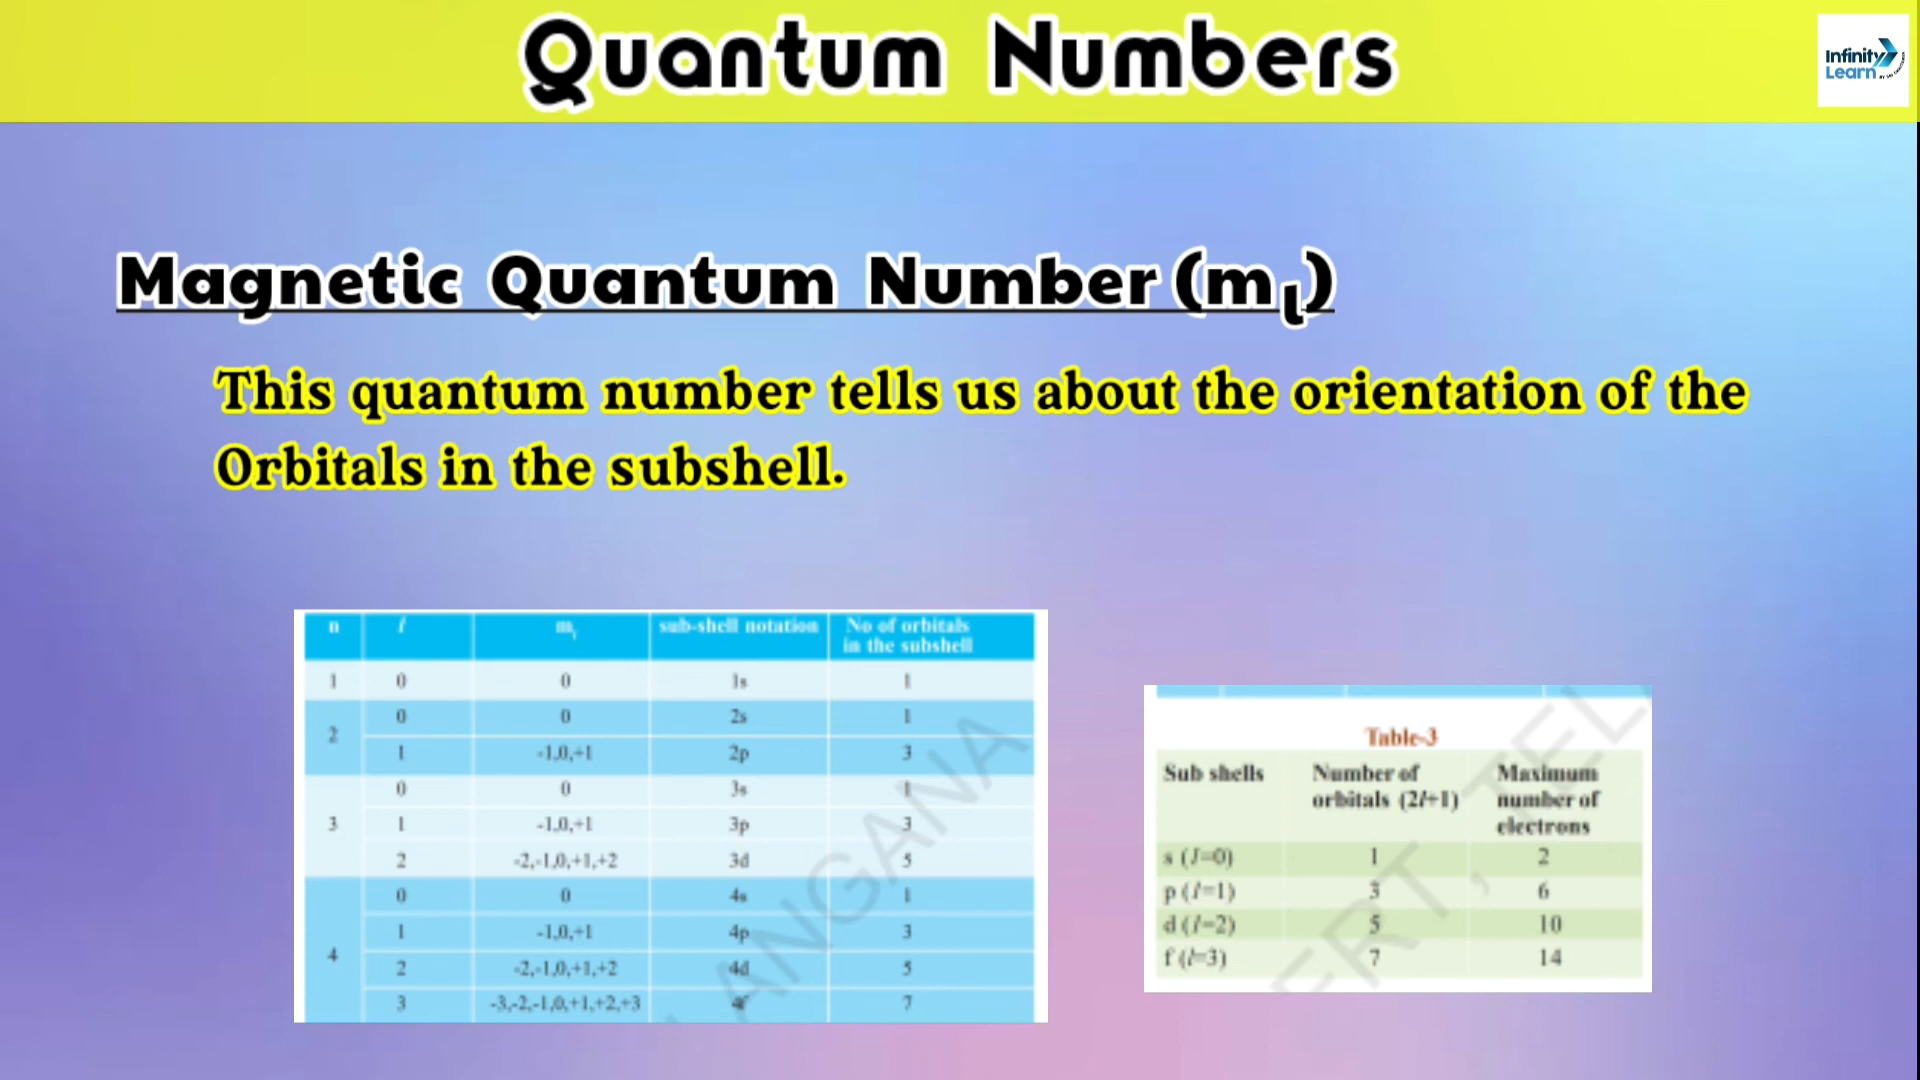 Quantum Numbers
Infinity
Learn
Magnetic Quantum Number (ml)
This quantum number tells us about the orientation of the
Orbitals in the subshell.
n l ml sub-shell notation No of orbitals
in the subshell
1 0 0 1s 1
2 0 0 2s 1
1 -1,0,+1 2p 3
3 0 0 3s 1
1 -1,0,+1 3p 3
2 -2,-1,0,+1,+2 3d 5
4 0 0 4s 1
1 -1,0,+1 4p 3
2 -2,-1,0,+1,+2 4d 5
3 -3,-2,-1,0,+1,+2,+3 4f 7
LANGANA
Table-3
Sub shells Number of Maximum
orbitals (2l+1) number of
electrons
s (l=0) 1 2
p (l=1) 3 6
d (l=2) 5 10
f (l=3) 7 14
ERT, TEL